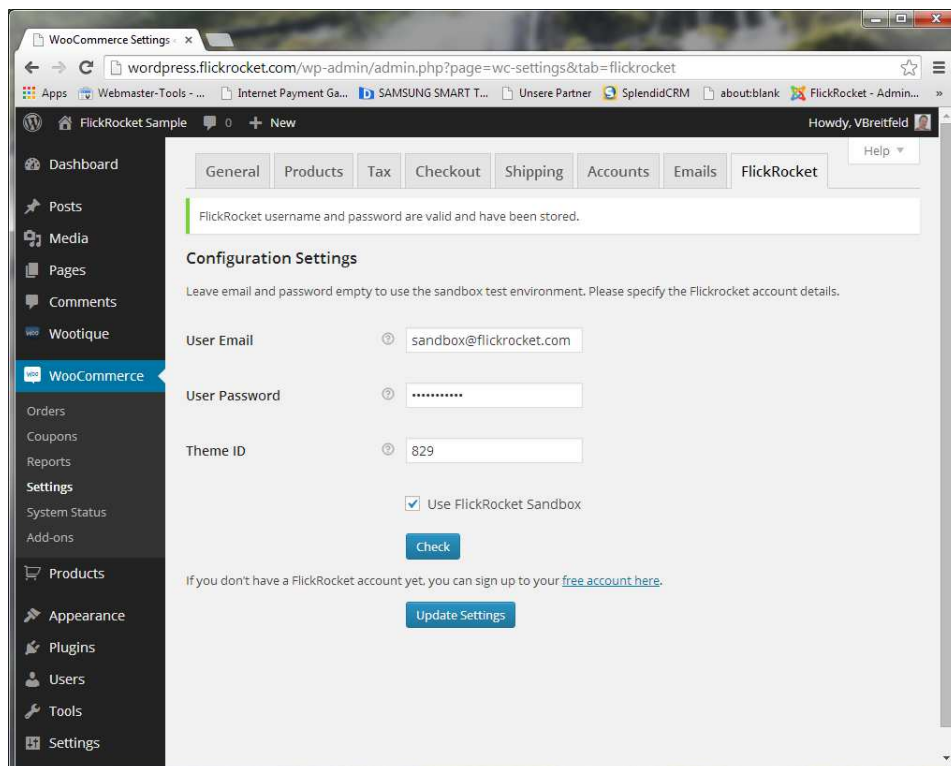 WooCommerce Settings
wordpress.flickrocket.com/wp-admin/admin.php?page=wc-settings&tab=flickrocket
Apps Webmaster-Tools - ... Internet Payment Ga... SAMSUNG SMART T... Unsere Partner SplendidCRM about:blank FlickRocket - Admin... »
FlickRocket Sample 0 + New Howdy, VBreitfeld
Help
General Products Tax Checkout Shipping Accounts Emails FlickRocket
Dashboard
Posts
Media
Pages
Comments
Wootique
WooCommerce
Orders
Coupons
Reports
Settings
System Status
Add-ons
Products
Appearance
Plugins
Users
Tools
Settings
FlickRocket username and password are valid and have been stored.
Configuration Settings
Leave email and password empty to use the sandbox test environment. Please specify the Flickrocket account details.
User Email sandbox@flickrocket.com
User Password •••••••••••
Theme ID 829
Use FlickRocket Sandbox
Check
If you don't have a FlickRocket account yet, you can sign up to your free account here.
Update Settings